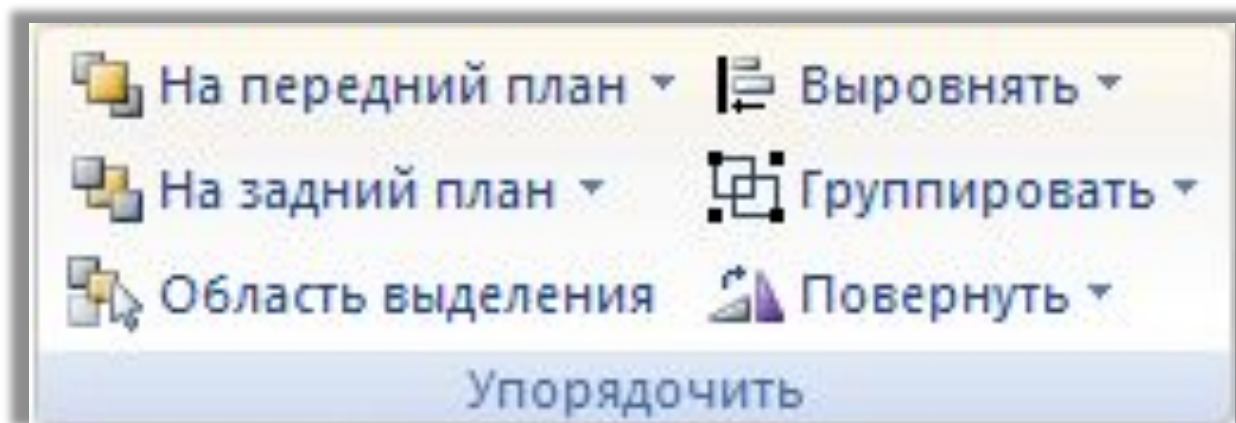 На передний план
Выровнять
На задний план
Группировать
Область выделения
Повернуть
Упорядочить